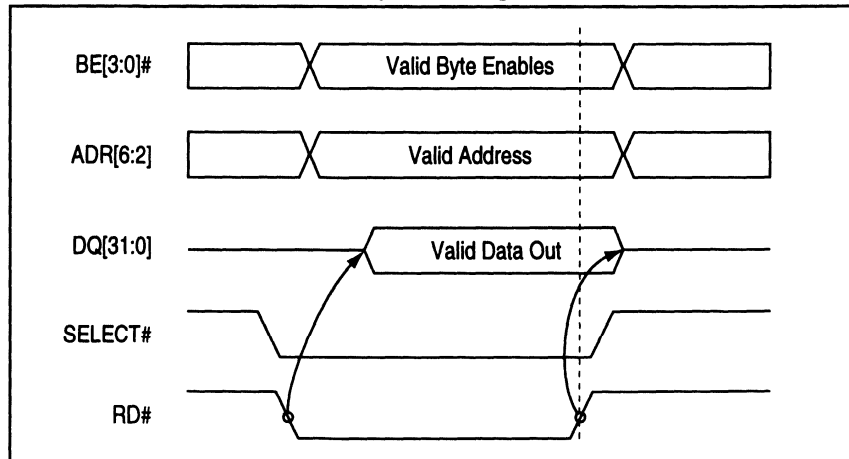 BE[3:0]# Valid Byte Enables
ADR[6:2] Valid Address
DQ[31:0] Valid Data Out
SELECT#
RD#